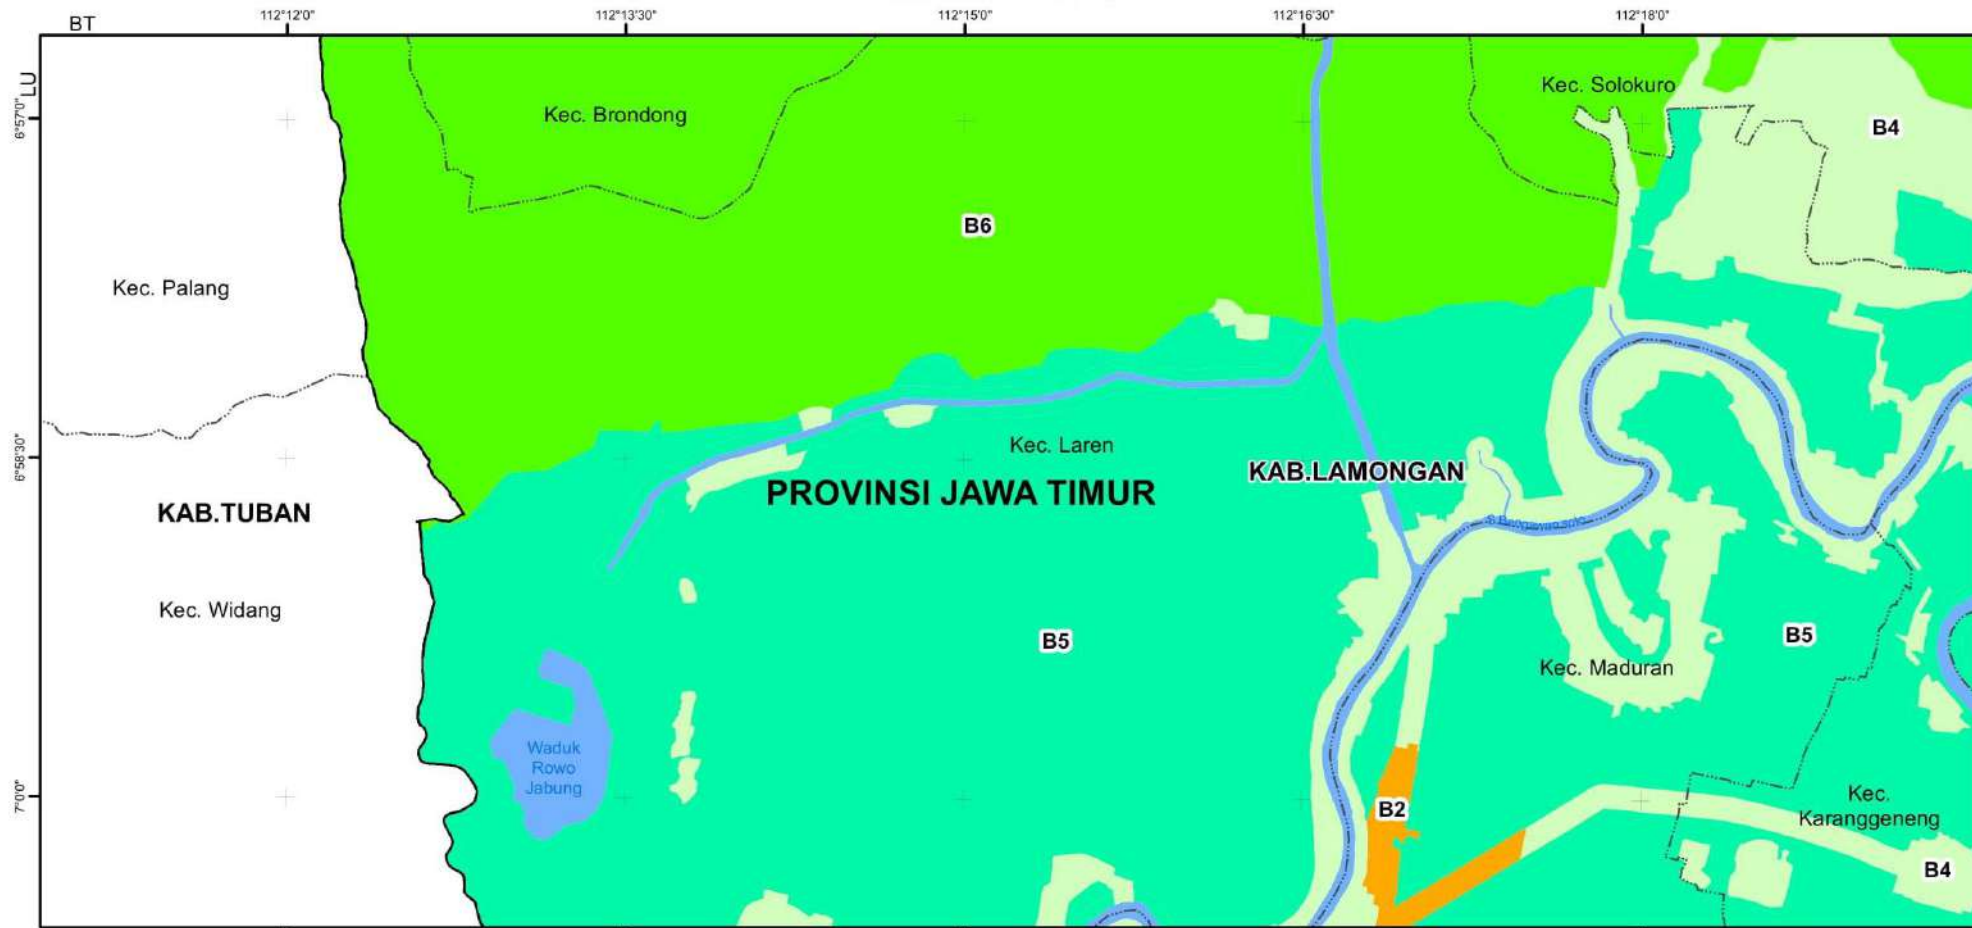 BT
112°12'0"
112°13'30"
112°15'0"
112°16'30"
112°18'0"
LU
6°57'0"
Kec. Brondong
Kec. Solokuro
B4
B6
Kec. Palang
Kec. Laren
6°58'30"
PROVINSI JAWA TIMUR
KAB.LAMONGAN
KAB.TUBAN
S.Bengawan solo
Kec. Widang
B5
B5
Kec. Maduran
Waduk
Rowo
Jabung
7°0'0"
B2
Kec.
Karanggeneng
B4